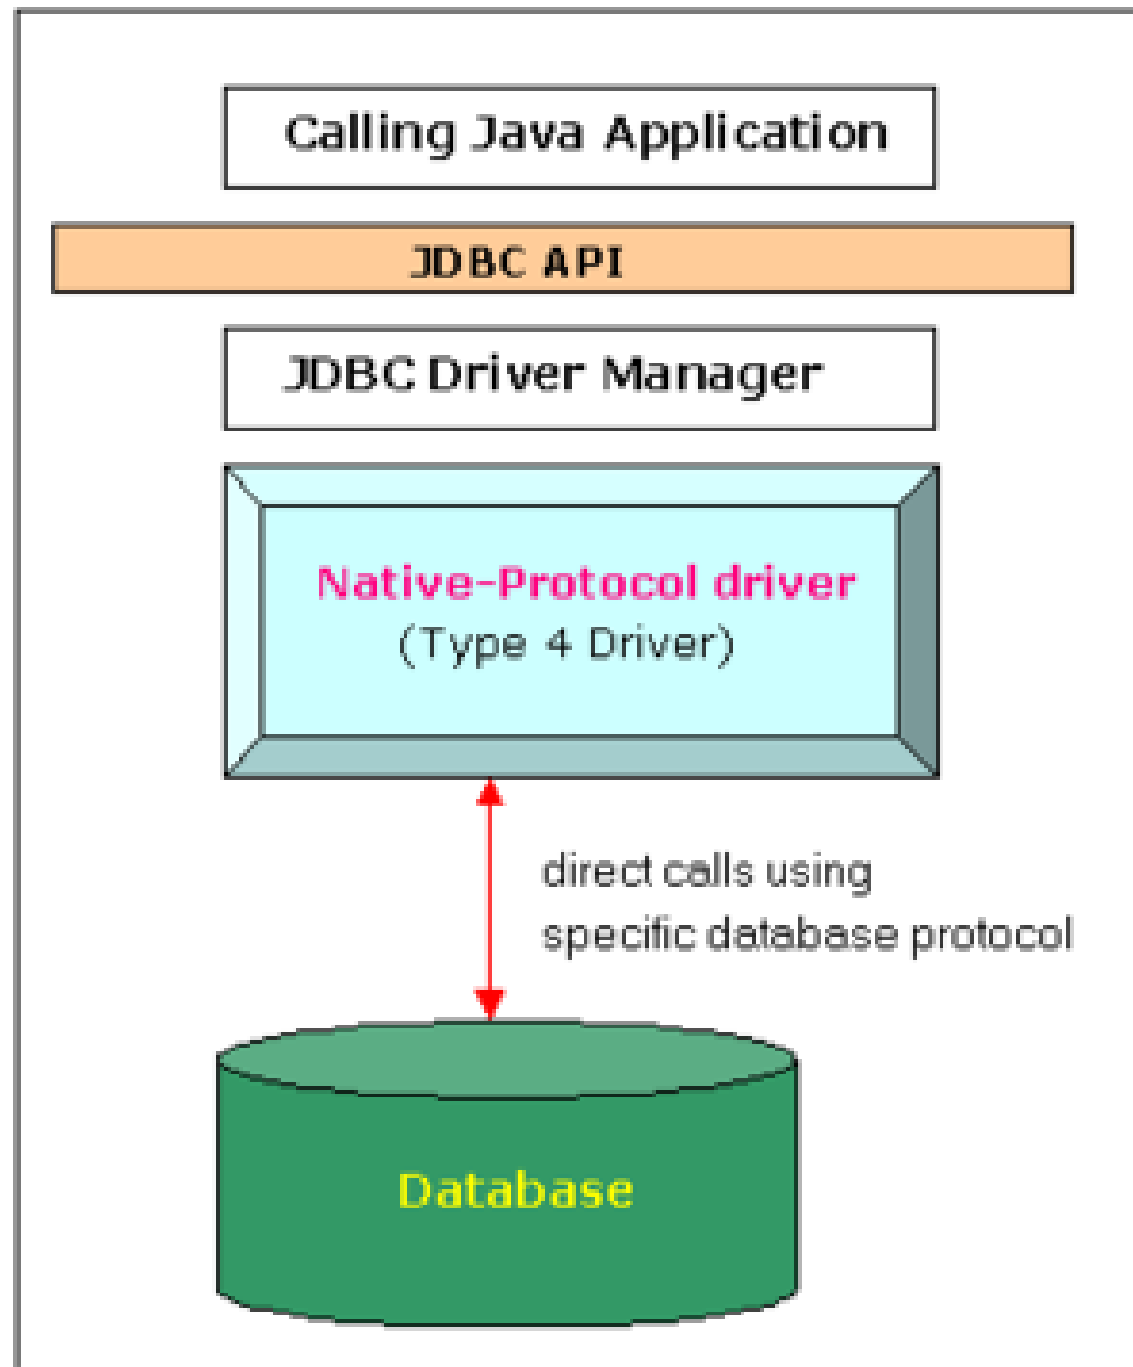 Calling Java Application
JDBC API
JDBC Driver Manager
Native-Protocol driver
(Type 4 Driver)
direct calls using
specific database protocol
Database